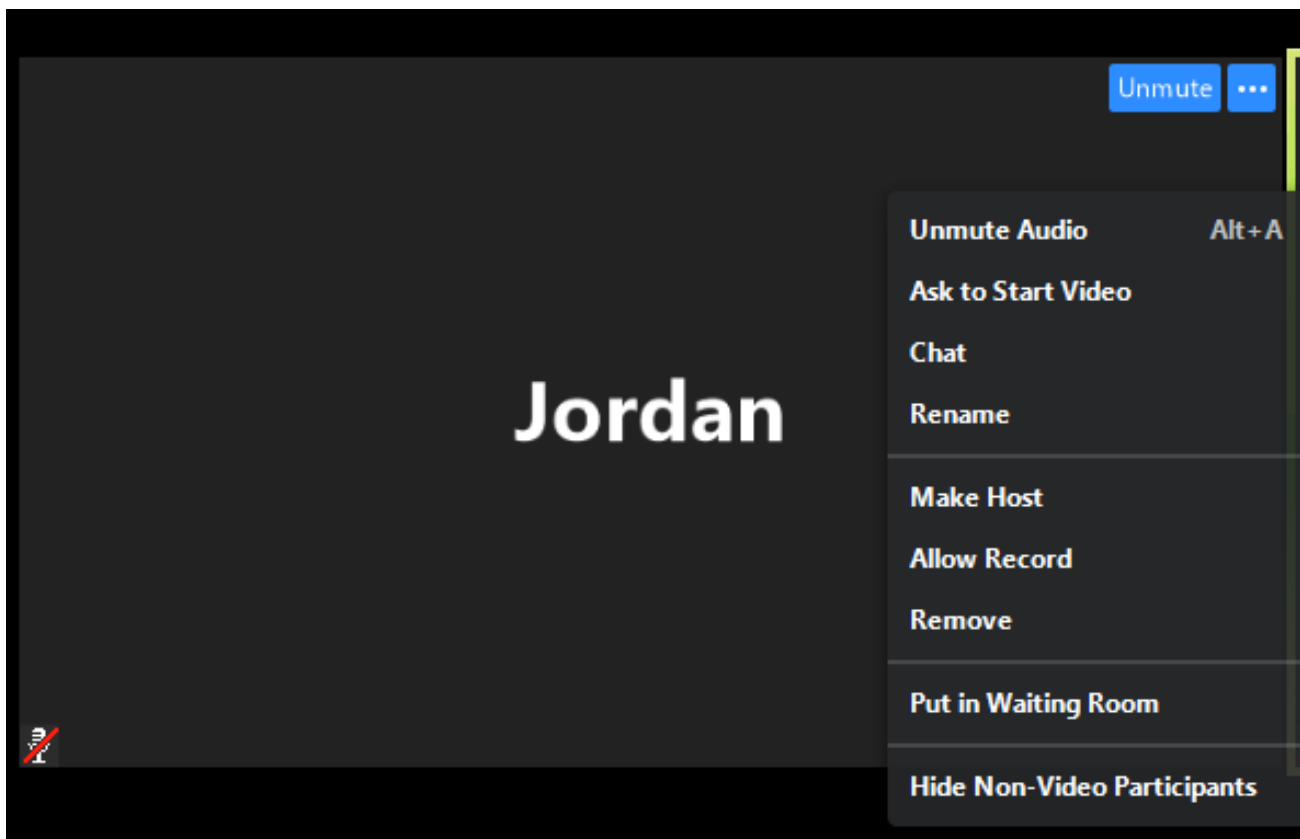 Unmute ...
Unmute Audio Alt+A
Ask to Start Video
Chat
Jordan
Rename
Make Host
Allow Record
Remove
Put in Waiting Room
Hide Non-Video Participants